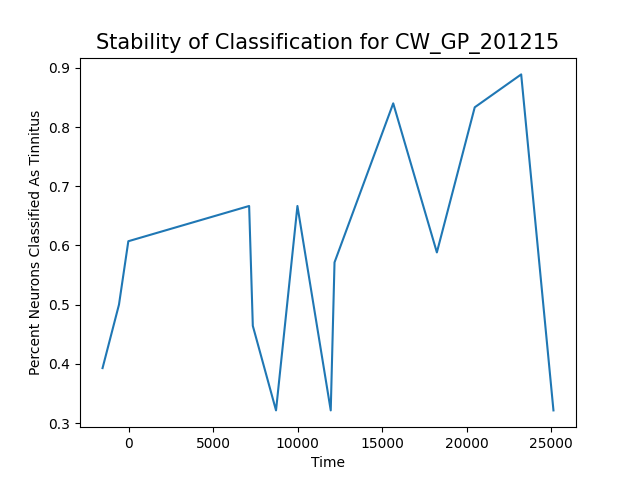 Stability of Classification for CW_GP_201215
0.9
0.8
0.7
0.6
0.5
0.4
0.3
Percent Neurons Classified As Tinnitus
0 5000 10000 15000 20000 25000
Time